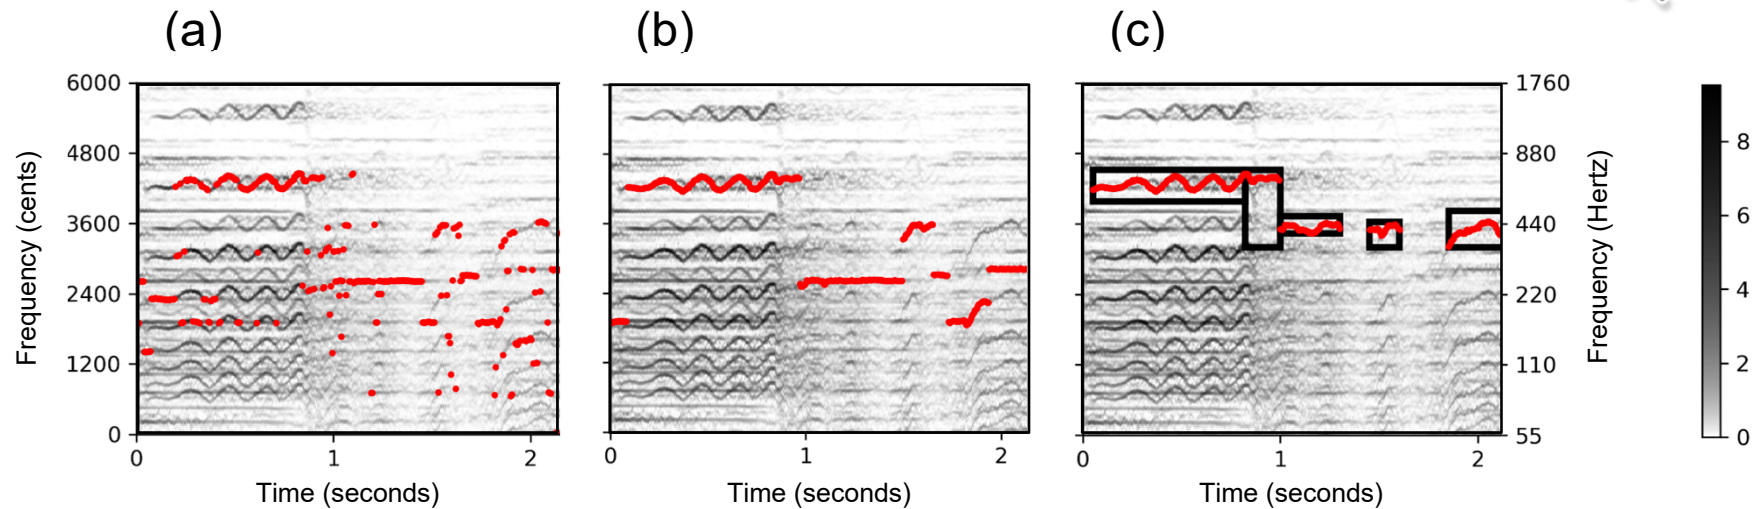 (a) (b) (c)
6000 1760
4800 880 8
3600 440 6
2400 220 4
1200 110 2
0 55 0
0 1 2 0 1 2 0 1 2
Time (seconds) Time (seconds) Time (seconds)
Frequency (cents)
Frequency (Hertz)